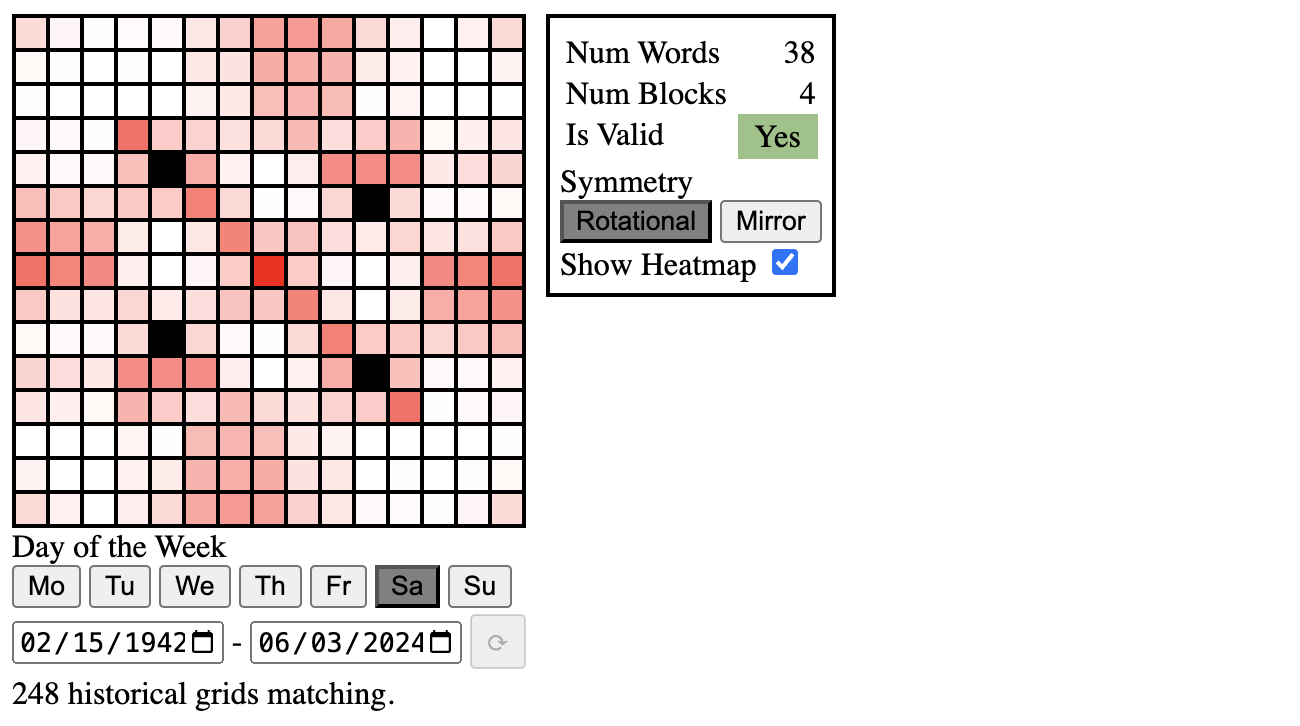 Num Words 38
Num Blocks 4
Is Valid Yes
Symmetry
Rotational Mirror
Show Heatmap
Day of the Week
Mo Tu We Th Fr Sa Su
02/15/1942 - 06/03/2024 ⟳
248 historical grids matching.